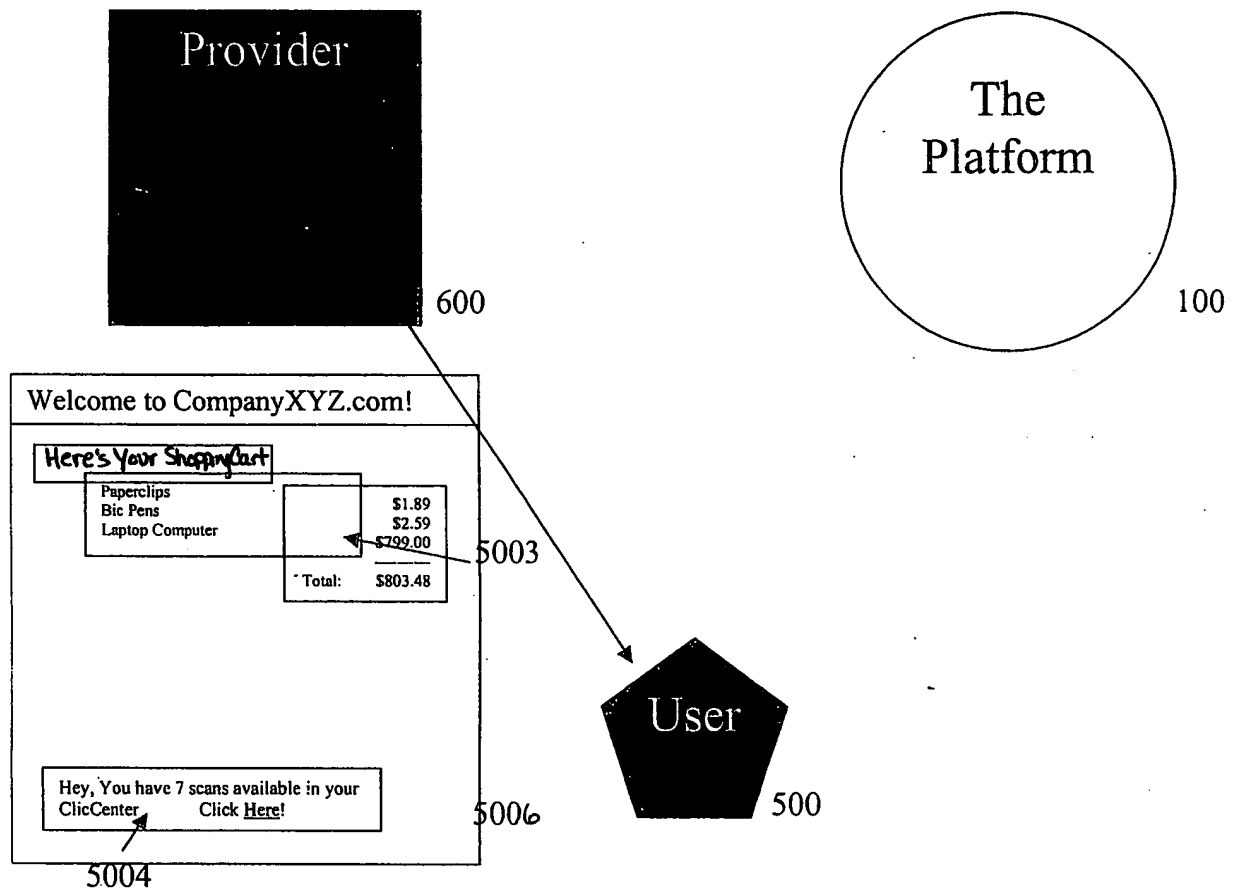 Provider
The
Platform
600
100
Welcome to CompanyXYZ.com!
Here's Your ShoppingCart
Paperclips
Bic Pens
Laptop Computer
$1.89
$2.59
$799.00
Total: $803.48
5003
User
500
Hey, You have 7 scans available in your
ClicCenter Click Here!
5006
5004